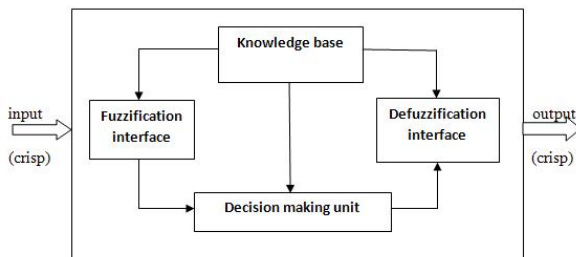 Knowledge base
input
(crisp)
Fuzzification
interface
Defuzzification
interface
output
(crisp)
Decision making unit